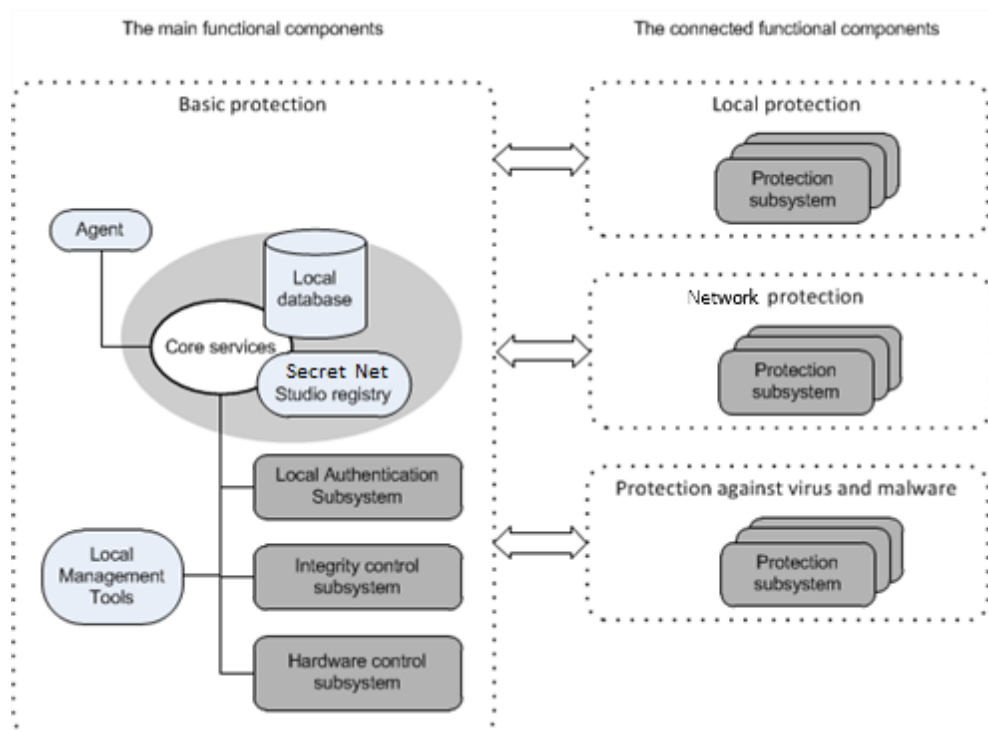 The main functional components
The connected functional components
Basic protection
Agent
Local
database
Core services
Secret Net
Studio registry
Local Authentication
Subsystem
Local
Management
Tools
Integrity control
subsystem
Hardware control
subsystem
Local protection
Protection
subsystem
Network protection
Protection
subsystem
Protection against virus and malware
Protection
subsystem